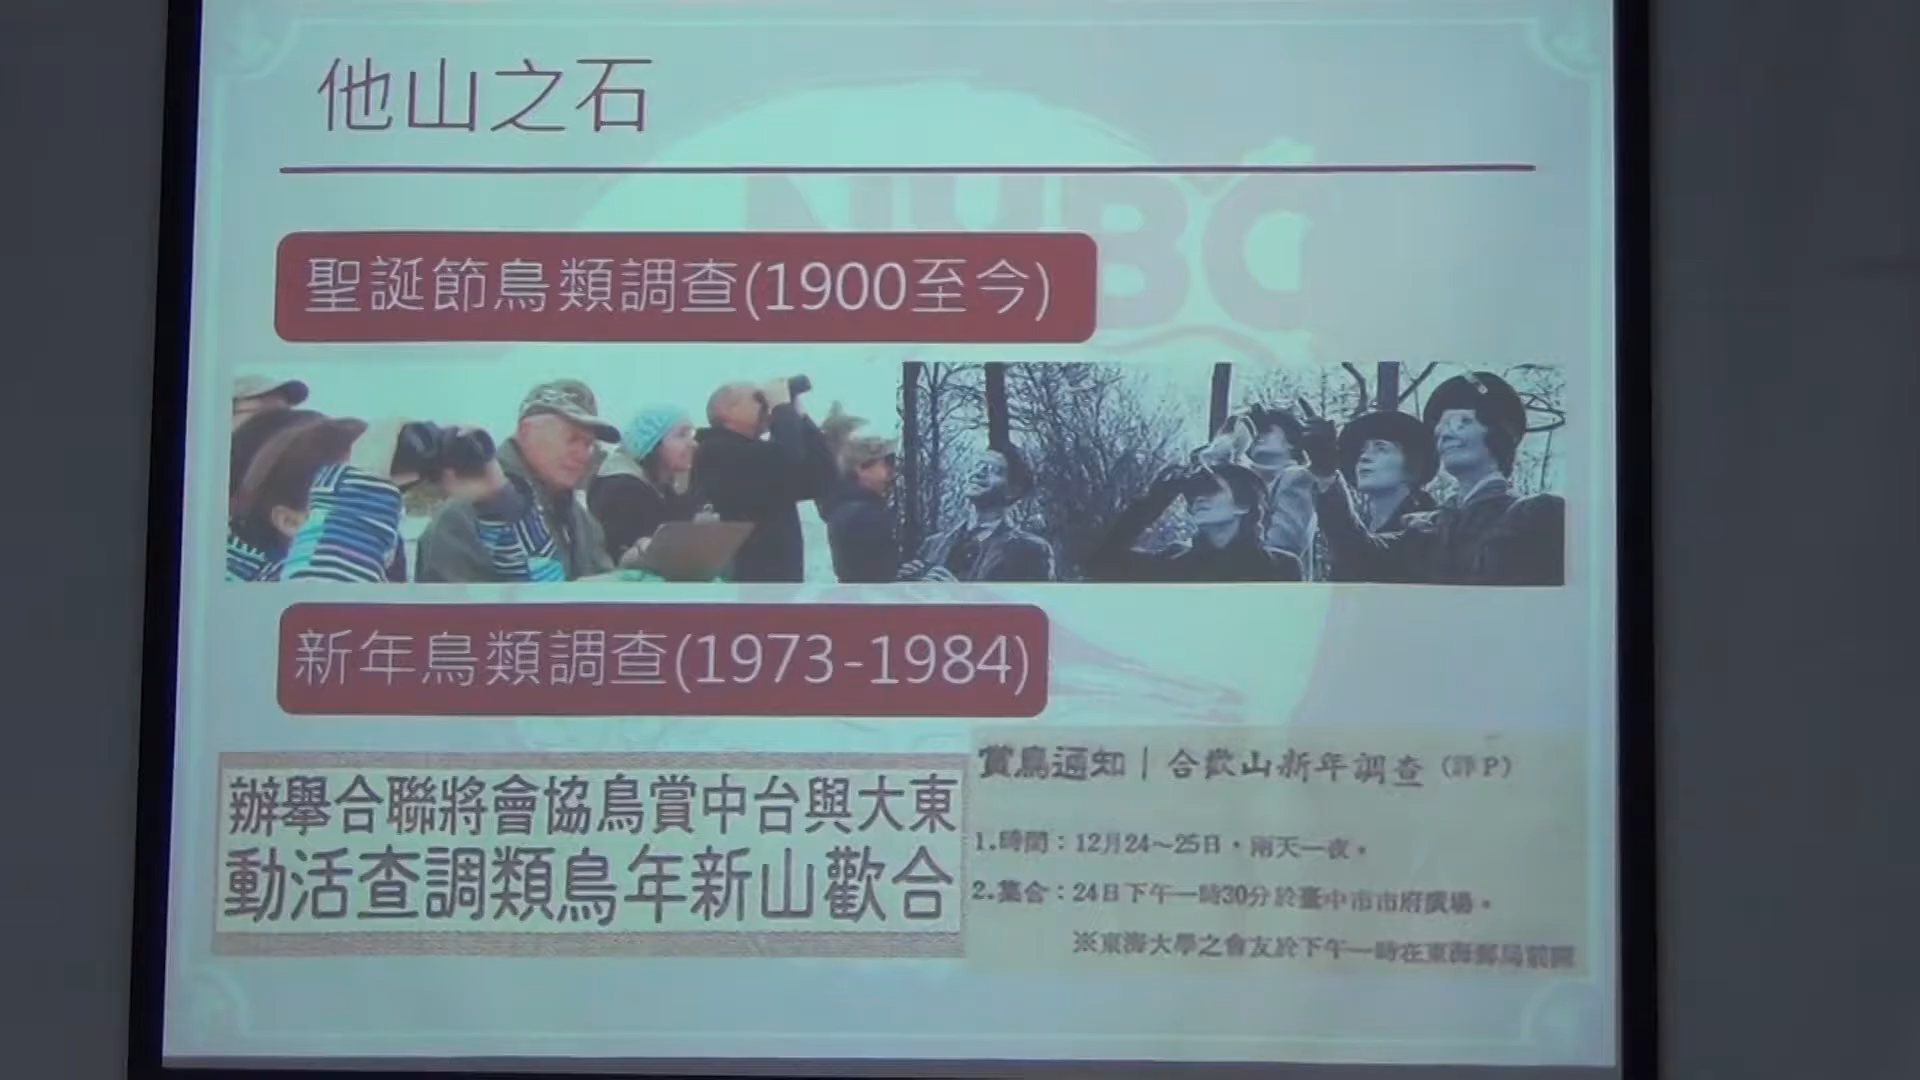 他山之石
NYBC
聖誕節鳥類調查(1900至今)
新年鳥類調查(1973-1984)
辦舉合聯將會協鳥賞中台與大東
動活查調類鳥年新山歡合
賞鳥通知|合歡山新年調查(詳P)
1.時間：12月24～25日，兩天一夜。
2.集合：24日下午一時30分於臺中市市府廣場。
※東海大學之會友於下午一時在東海郵局前